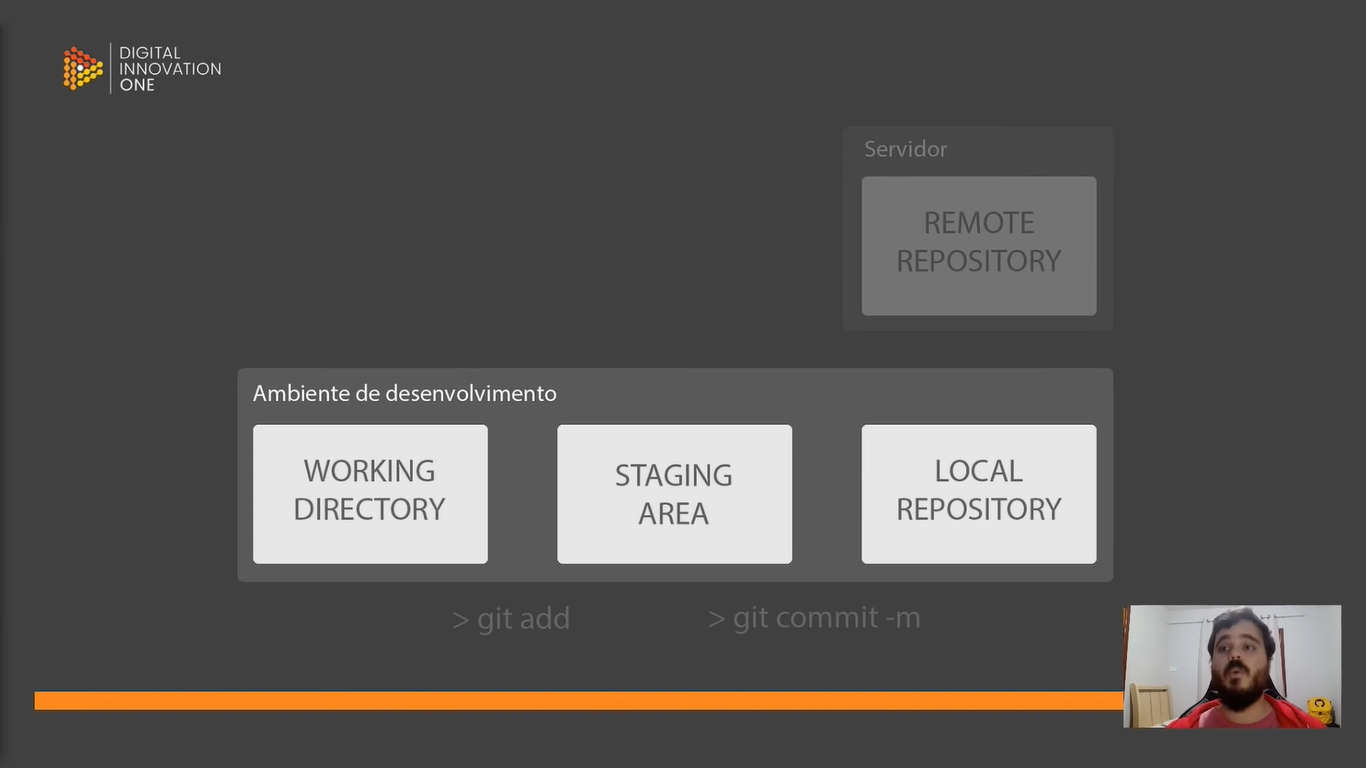 DIGITAL
INNOVATION
ONE
Servidor
REMOTE
REPOSITORY
Ambiente de desenvolvimento
WORKING
DIRECTORY
STAGING
AREA
LOCAL
REPOSITORY
> git add
> git commit -m